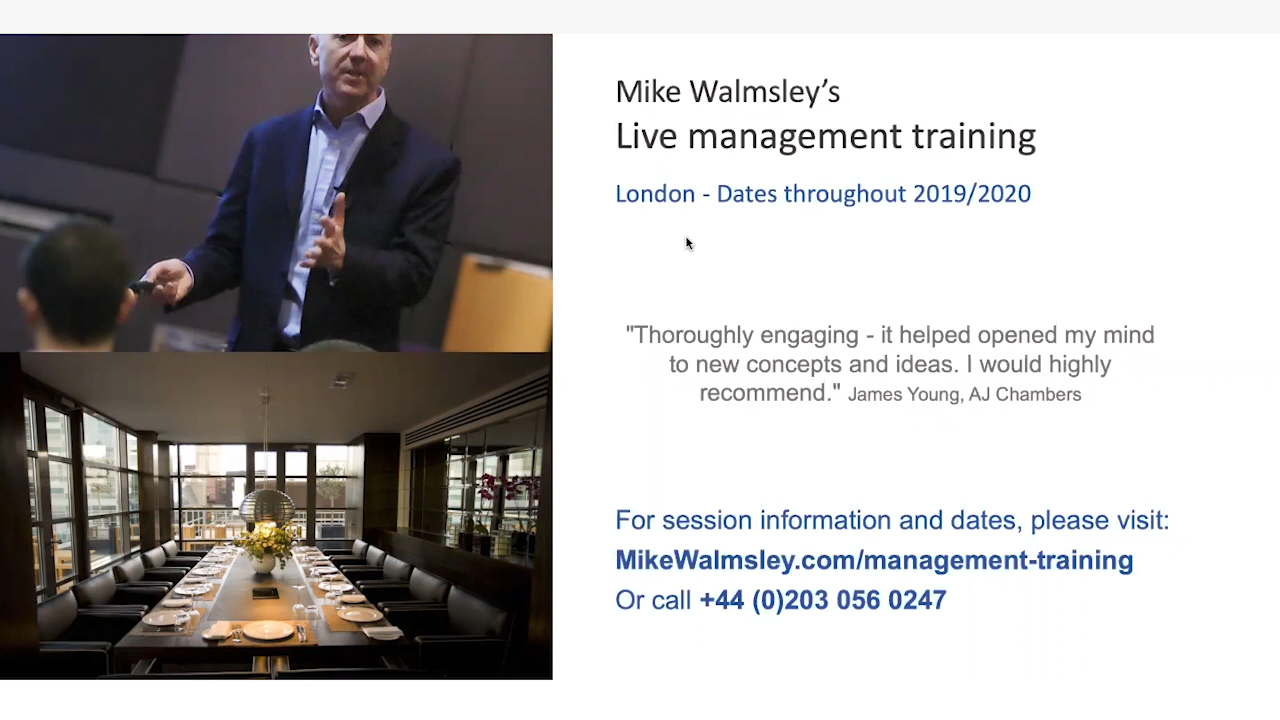 Mike Walmsley’s
Live management training
London - Dates throughout 2019/2020
"Thoroughly engaging - it helped opened my mind
to new concepts and ideas. I would highly
recommend." James Young, AJ Chambers
For session information and dates, please visit:
MikeWalmsley.com/management-training
Or call +44 (0)203 056 0247